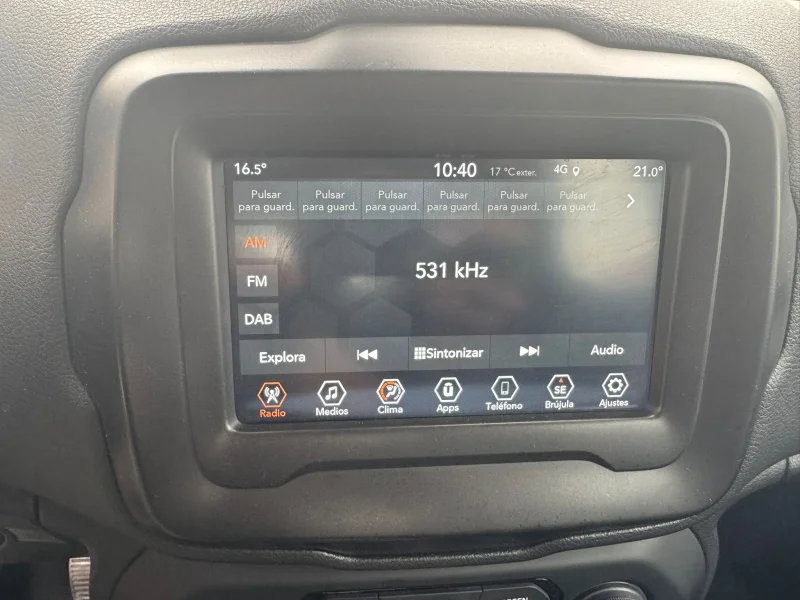 16.5° 10:40 17 °C exter. 4G 21.0°
Pulsar para guard. Pulsar para guard. Pulsar para guard. Pulsar para guard. Pulsar para guard. Pulsar para guard.
AM
531 kHz
FM
DAB
Explora Sintonizar Audio
SE
Radio Medios Clima Apps Teléfono Brújula Ajustes